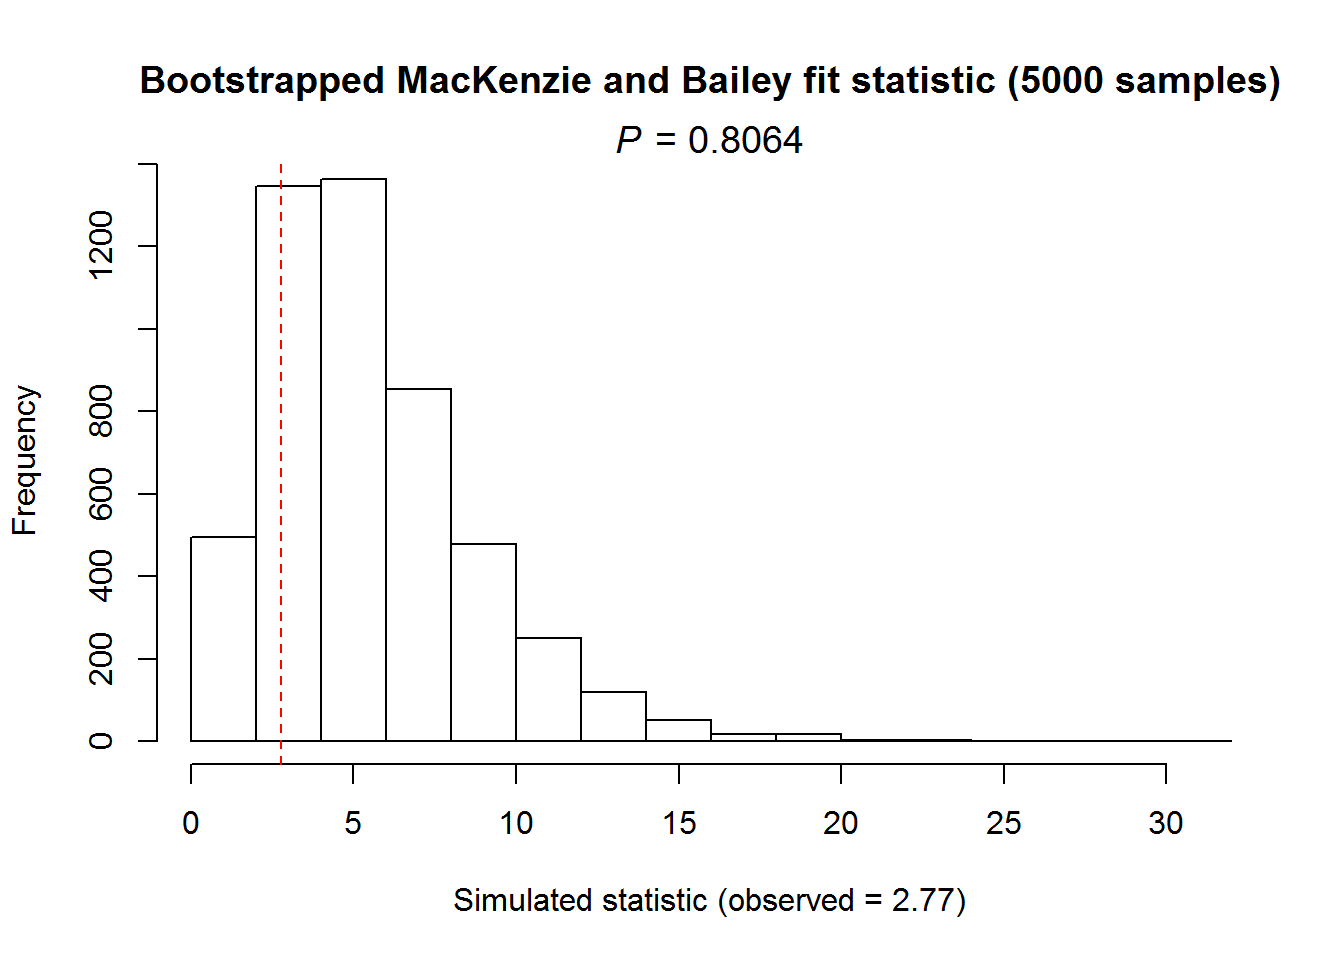 Bootstrapped MacKenzie and Bailey fit statistic (5000 samples)
P = 0.8064
Frequency
1200
800
600
400
200
0
0 5 10 15 20 25 30
Simulated statistic (observed = 2.77)